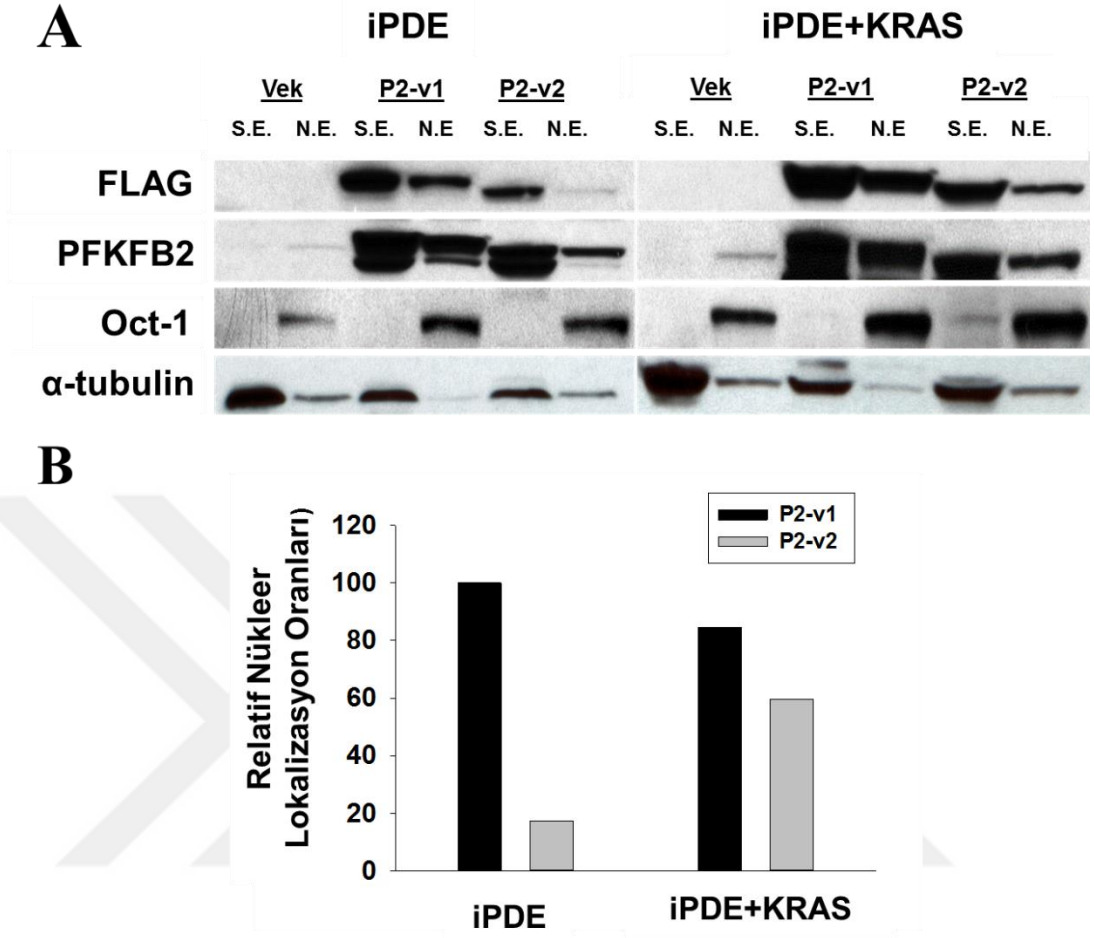 A
iPDE iPDE+KRAS
Vek P2-v1 P2-v2 Vek P2-v1 P2-v2
S.E. N.E. S.E. N.E S.E. N.E. S.E. N.E. S.E. N.E S.E. N.E.
FLAG
PFKFB2
Oct-1
α-tubulin
B
P2-v1
P2-v2
Relatif Nükleer
Lokalizasyon Oranları)
120
100
80
60
40
20
0
iPDE iPDE+KRAS